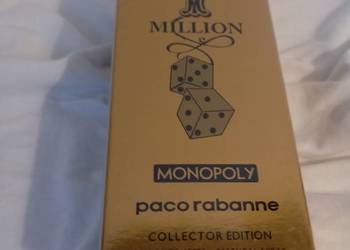 MILLION
MONOPOLY
paco rabanne
COLLECTOR EDITION